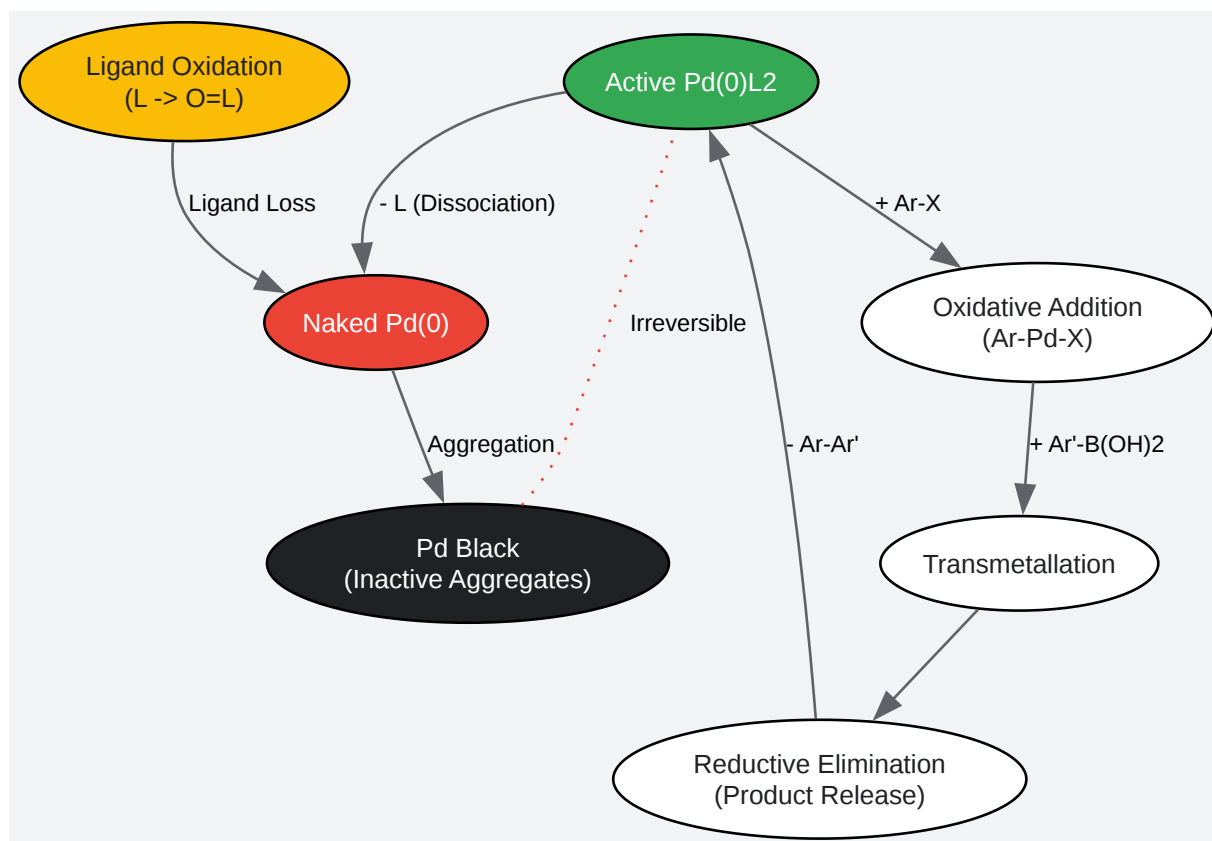 Ligand Oxidation
(L -> O=L)
Active Pd(0)L2
Ligand Loss
- L (Dissociation)
+ Ar-X
Naked Pd(0)
Irreversible
Oxidative Addition
(Ar-Pd-X)
Aggregation
- Ar-Ar'
+ Ar'-B(OH)2
Pd Black
(Inactive Aggregates)
Transmetallation
Reductive Elimination
(Product Release)